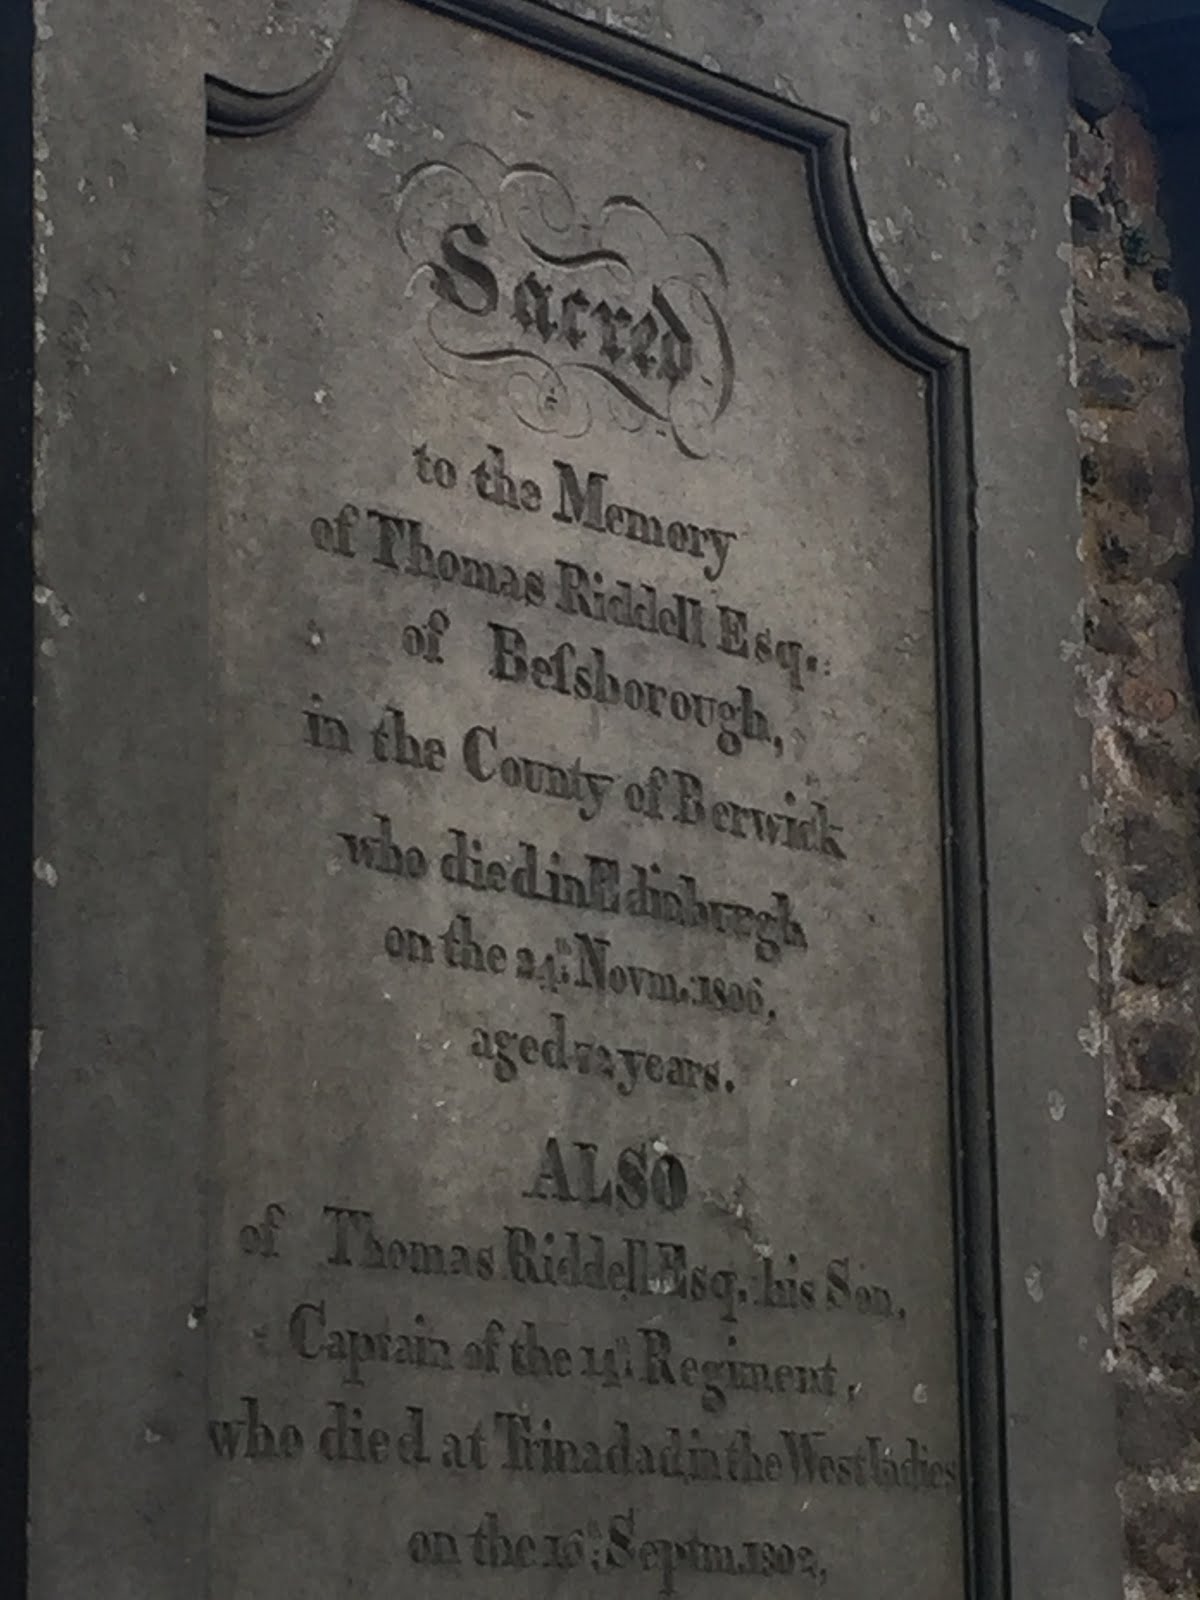 Sacred
to the Memory
of Thomas Riddell Esq.
of Beſsborough,
in the County of Berwick
who died in Edinburgh
on the 24th Novm. 1806,
aged 72 years.
ALSO
of Thomas Riddell Esq. his Son,
Captain of the 14th Regiment,
who died at Trinadad in the West Indies
on the 16th Septm. 1802,